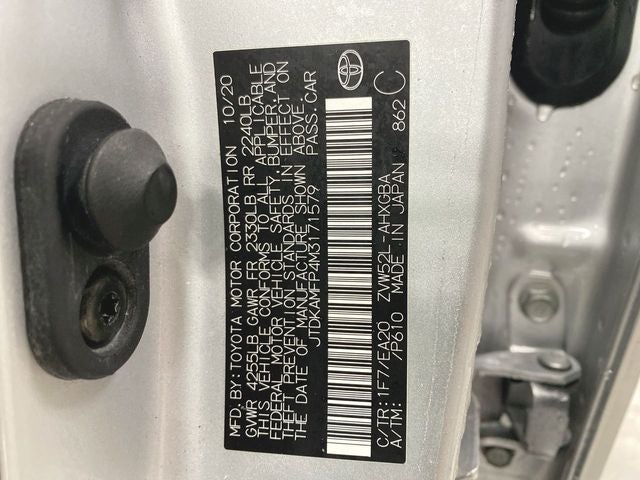 MFD. BY: TOYOTA MOTOR CORPORATION 10/20
GVWR 4255LB GAWR FR 2330LB RR 2240LB
THIS VEHICLE CONFORMS TO ALL APPLICABLE
FEDERAL MOTOR VEHICLE SAFETY, BUMPER, AND
THEFT PREVENTION STANDARDS IN EFFECT ON
THE DATE OF MANUFACTURE SHOWN ABOVE.
JTDKAMFP4M3171579 PASS. CAR
C/TR: 1F7/EA20 ZVW52L-AHXGBA
A/TM: /P610 MADE IN JAPAN 862 C